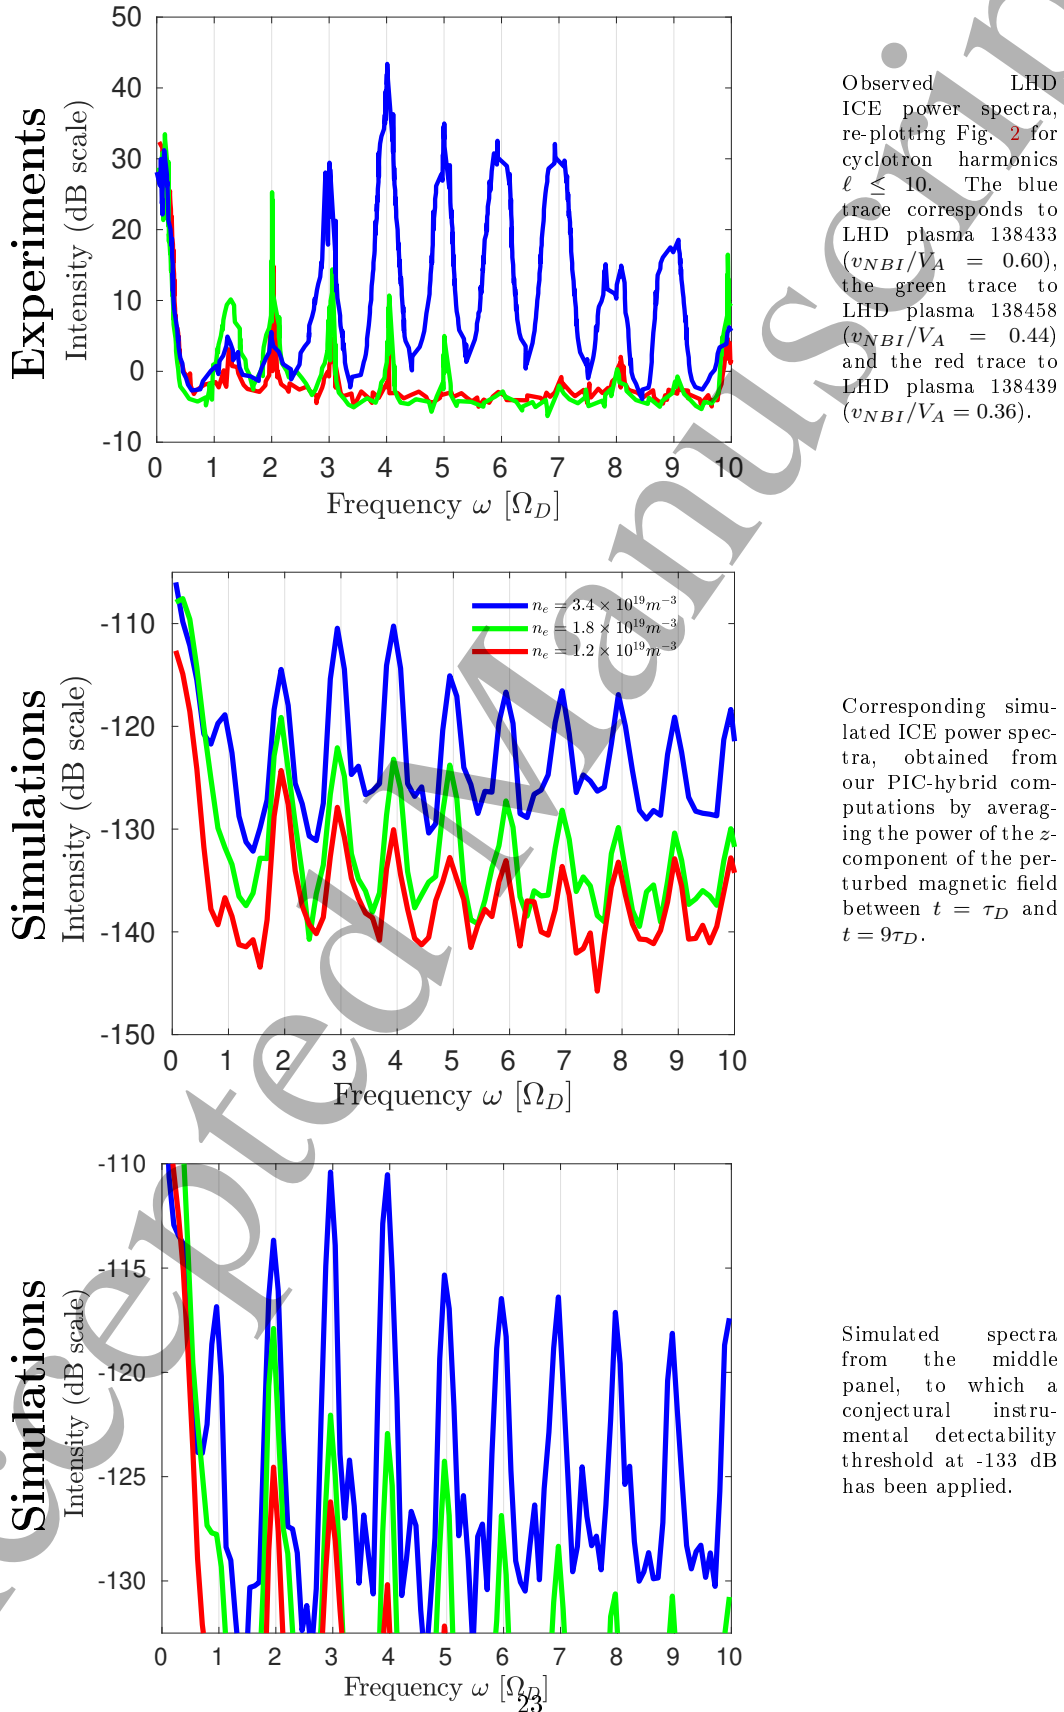 Experiments
Intensity (dB scale)
50
40
30
20
10
0
-10
0 1 2 3 4 5 6 7 8 9 10
Frequency ω [Ω_D]
Observed LHD
ICE power spectra,
re-plotting Fig. 2 for
cyclotron harmonics
ℓ ≤ 10. The blue
trace corresponds to
LHD plasma 138433
(v_NBI/V_A = 0.60),
the green trace to
LHD plasma 138458
(v_NBI/V_A = 0.44)
and the red trace to
LHD plasma 138439
(v_NBI/V_A = 0.36).
Simulations
Intensity (dB scale)
-110
-120
-130
-140
-150
n_e = 3.4 × 10^19 m^−3
n_e = 1.8 × 10^19 m^−3
n_e = 1.2 × 10^19 m^−3
0 1 2 3 4 5 6 7 8 9 10
Frequency ω [Ω_D]
Corresponding simu-
lated ICE power spec-
tra, obtained from
our PIC-hybrid com-
putations by averag-
ing the power of the z-
component of the per-
turbed magnetic field
between t = τ_D and
t = 9τ_D.
Simulations
Intensity (dB scale)
-110
-115
-120
-125
-130
0 1 2 3 4 5 6 7 8 9 10
Frequency ω [Ω_D]
Simulated spectra
from the middle
panel, to which a
conjectural instru-
mental detectability
threshold at -133 dB
has been applied.
23
Accepted Manuscrip